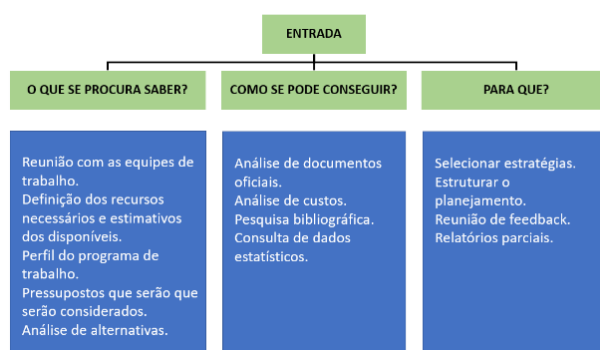 ENTRADA
O QUE SE PROCURA SABER?
COMO SE PODE CONSEGUIR?
PARA QUE?
Reunião com as equipes de
trabalho.
Definição dos recursos
necessários e estimativos
dos disponíveis.
Perfil do programa de
trabalho.
Pressupostos que serão que
serão considerados.
Análise de alternativas.
Análise de documentos
oficiais.
Análise de custos.
Pesquisa bibliográfica.
Consulta de dados
estatísticos.
Selecionar estratégias.
Estruturar o
planejamento.
Reunião de feedback.
Relatórios parciais.